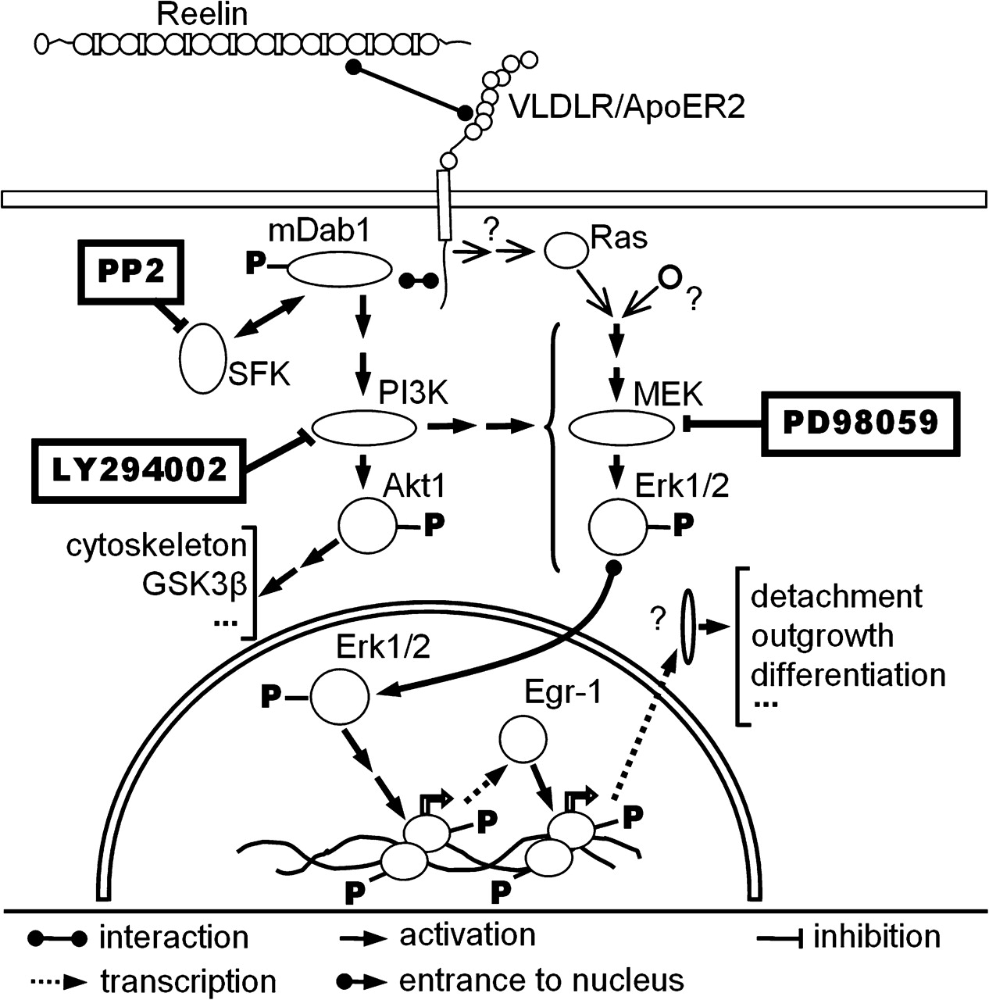 Reelin
VLDLR/ApoER2
mDab1
?
Ras
PP2
P
?
SFK
PI3K
MEK
PD98059
LY294002
Akt1
Erk1/2
P
P
cytoskeleton
GSK3β
...
?
detachment
outgrowth
differentiation
...
Erk1/2
P
Egr-1
P
P
P
P
interaction
activation
inhibition
transcription
entrance to nucleus